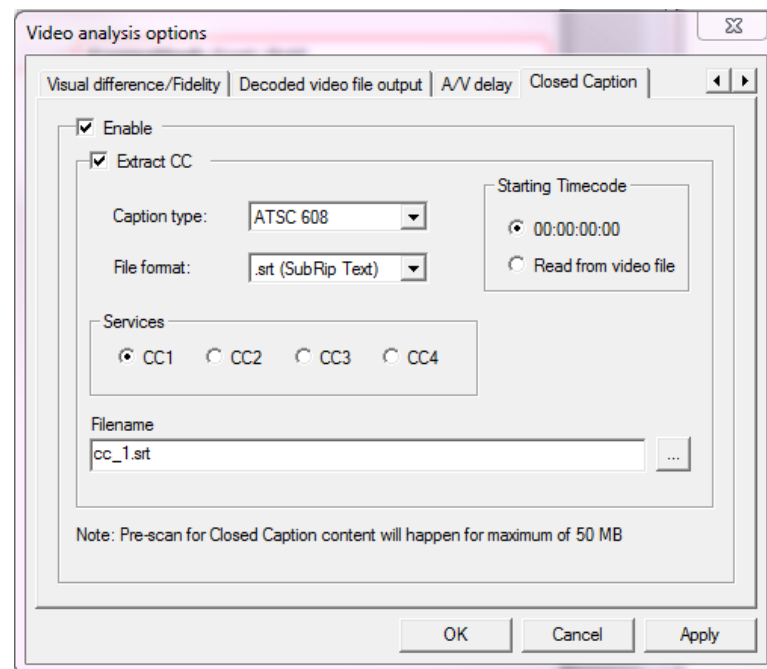 Video analysis options
Visual difference/Fidelity
Decoded video file output
A/V delay
Closed Caption
Enable
Extract CC
Caption type:
ATSC 608
File format:
.srt (SubRip Text)
Starting Timecode
00:00:00:00
Read from video file
Services
CC1 CC2 CC3 CC4
Filename
cc_1.srt
...
Note: Pre-scan for Closed Caption content will happen for maximum of 50 MB
OK Cancel Apply